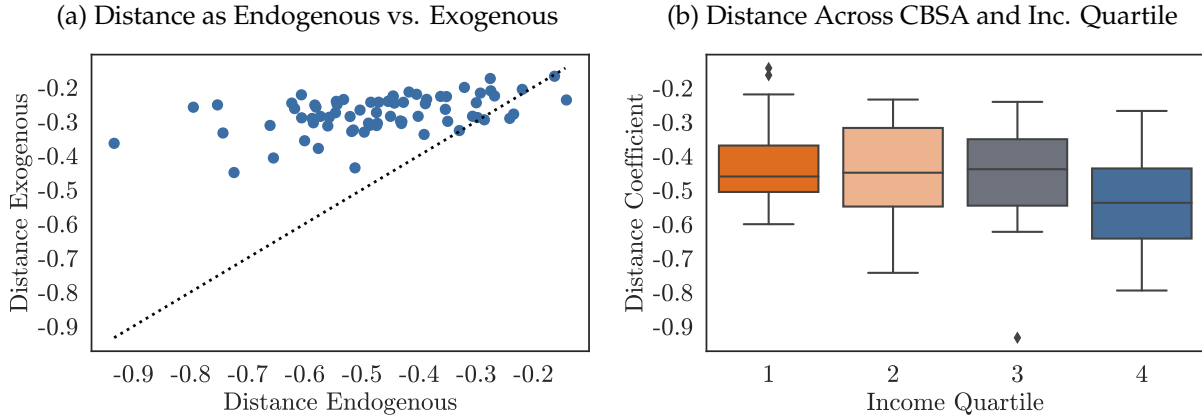 (a) Distance as Endogenous vs. Exogenous
-0.2
-0.3
-0.4
-0.5
-0.6
-0.7
-0.8
-0.9
Distance Exogenous
-0.9 -0.8 -0.7 -0.6 -0.5 -0.4 -0.3 -0.2
Distance Endogenous
(b) Distance Across CBSA and Inc. Quartile
-0.2
-0.3
-0.4
-0.5
-0.6
-0.7
-0.8
-0.9
Distance Coefficient
1 2 3 4
Income Quartile